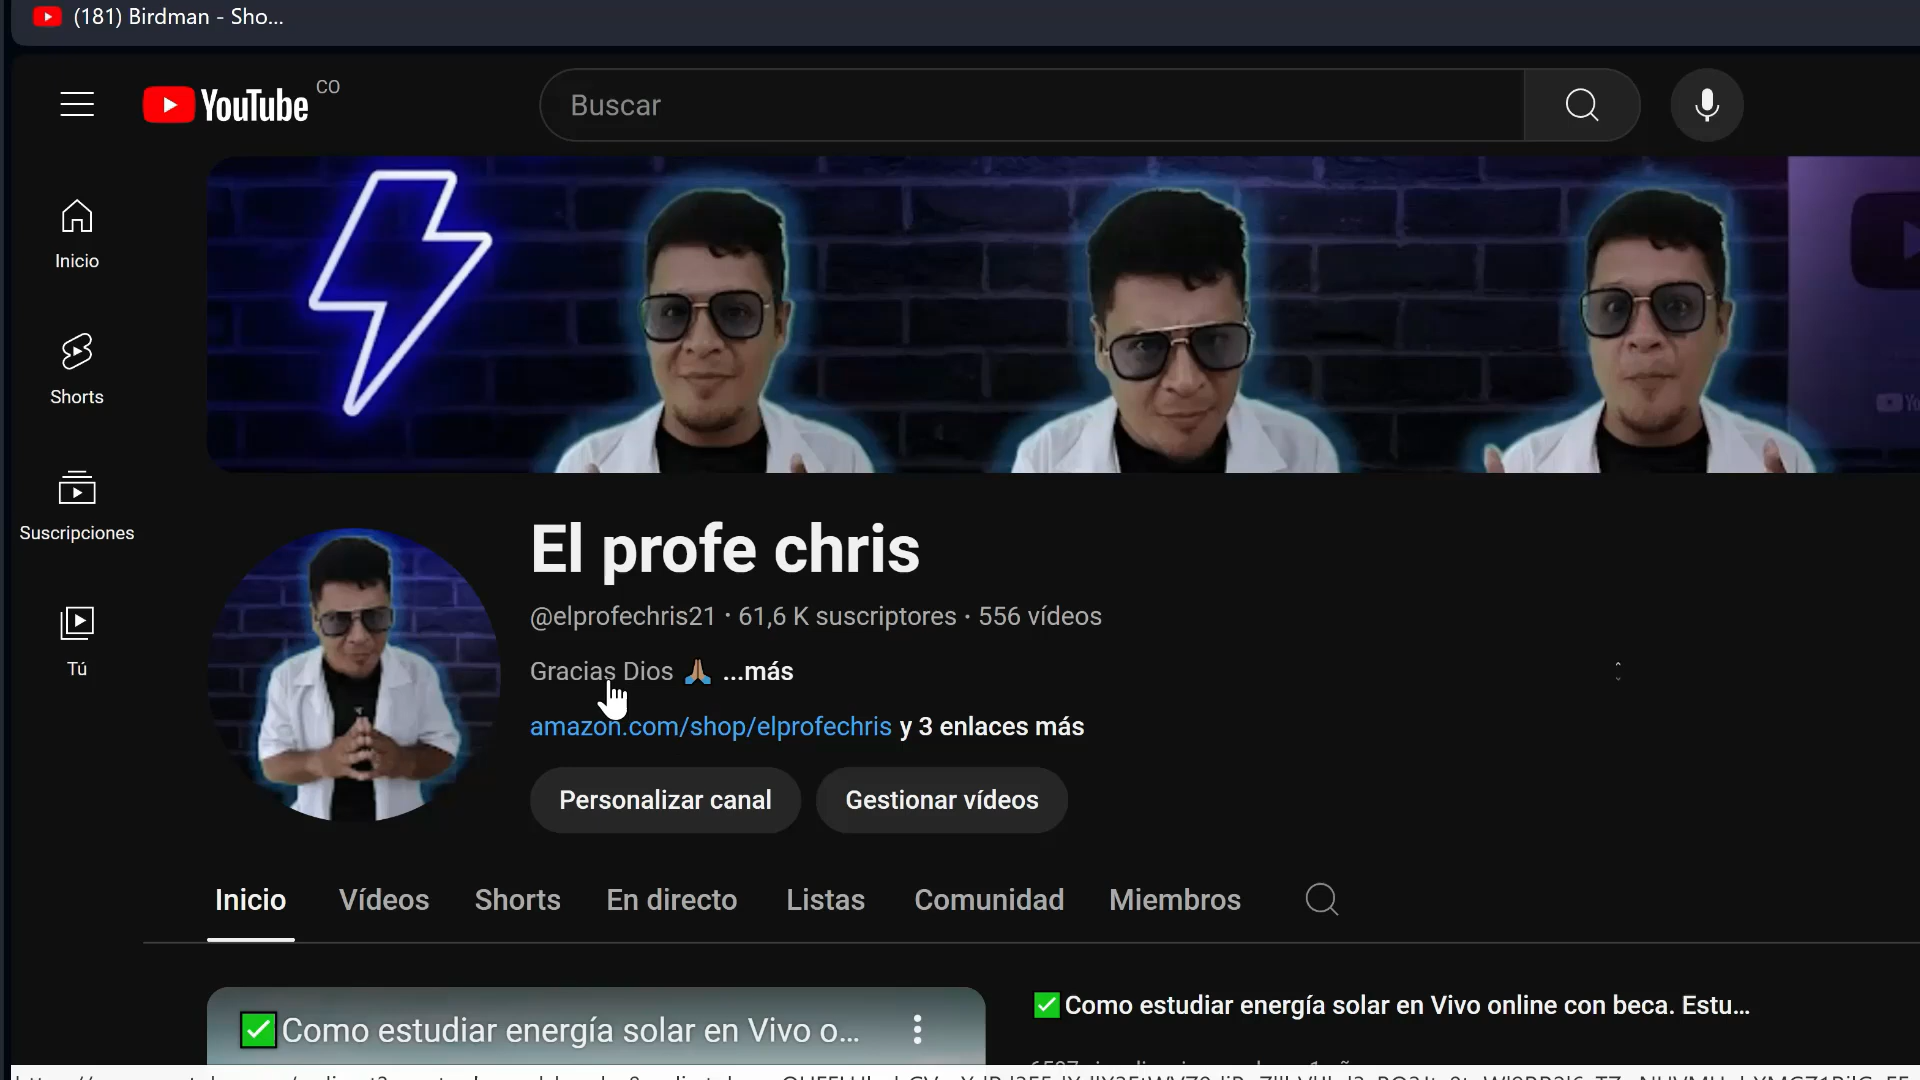 (181) Birdman - Sho...
YouTube CO
Buscar
Inicio
Shorts
Suscripciones
Tú
El profe chris
@elprofechris21 · 61,6 K suscriptores · 556 vídeos
Gracias Dios 🙏🏽 ...más
amazon.com/shop/elprofechris y 3 enlaces más
Personalizar canal Gestionar vídeos
Inicio Vídeos Shorts En directo Listas Comunidad Miembros
✅ Como estudiar energía solar en Vivo o...
✅ Como estudiar energía solar en Vivo online con beca. Estu...